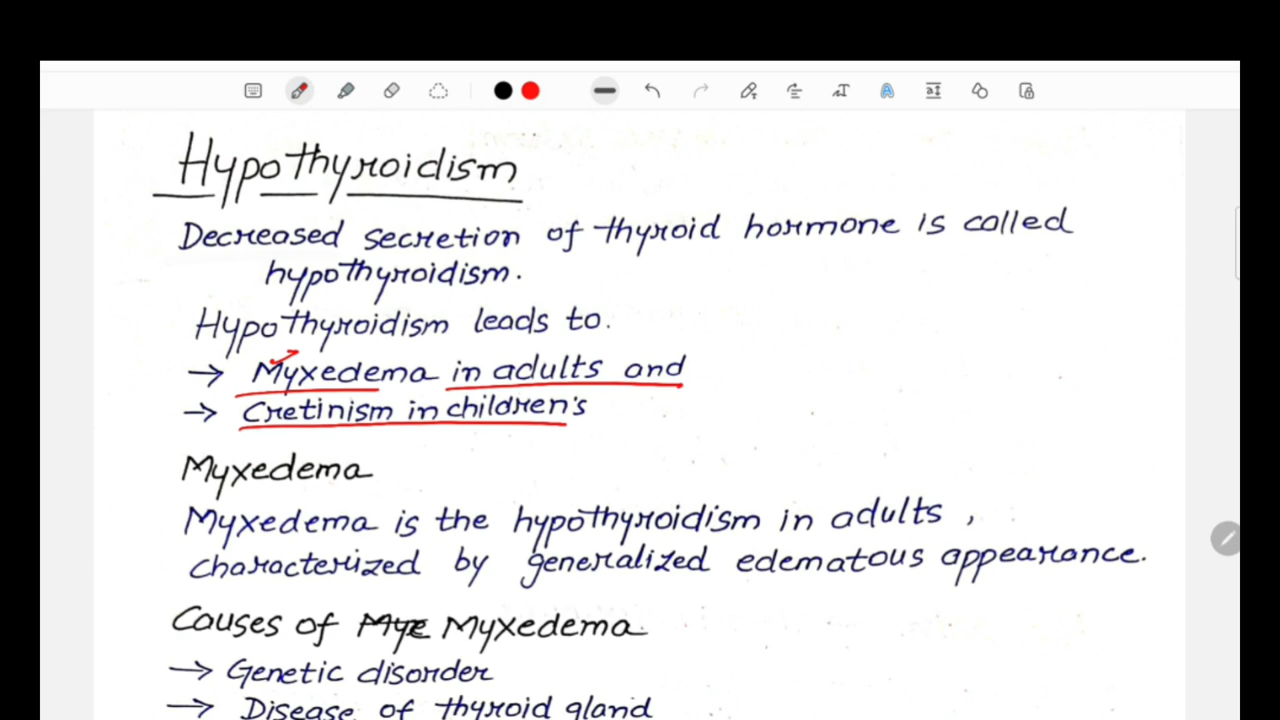 Hypothyroidism
Decreased secretion of thyroid hormone is called
hypothyroidism.
Hypothyroidism leads to.
→ Myxedema in adults and
→ Cretinism in children's
Myxedema
Myxedema is the hypothyroidism in adults ,
characterized by generalized edematous appearance.
Causes of Mye Myxedema
→ Genetic disorder
→ Disease of thyroid gland